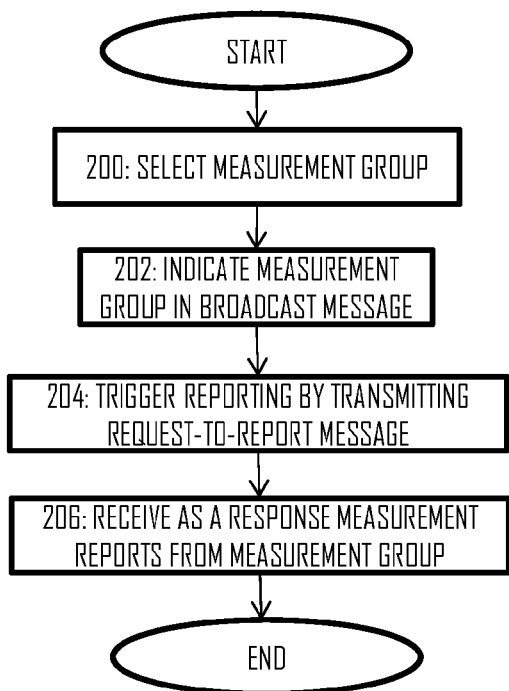 START
200: SELECT MEASUREMENT GROUP
202: INDICATE MEASUREMENT
GROUP IN BROADCAST MESSAGE
204: TRIGGER REPORTING BY TRANSMITTING
REQUEST-TO-REPORT MESSAGE
206: RECEIVE AS A RESPONSE MEASUREMENT
REPORTS FROM MEASUREMENT GROUP
END